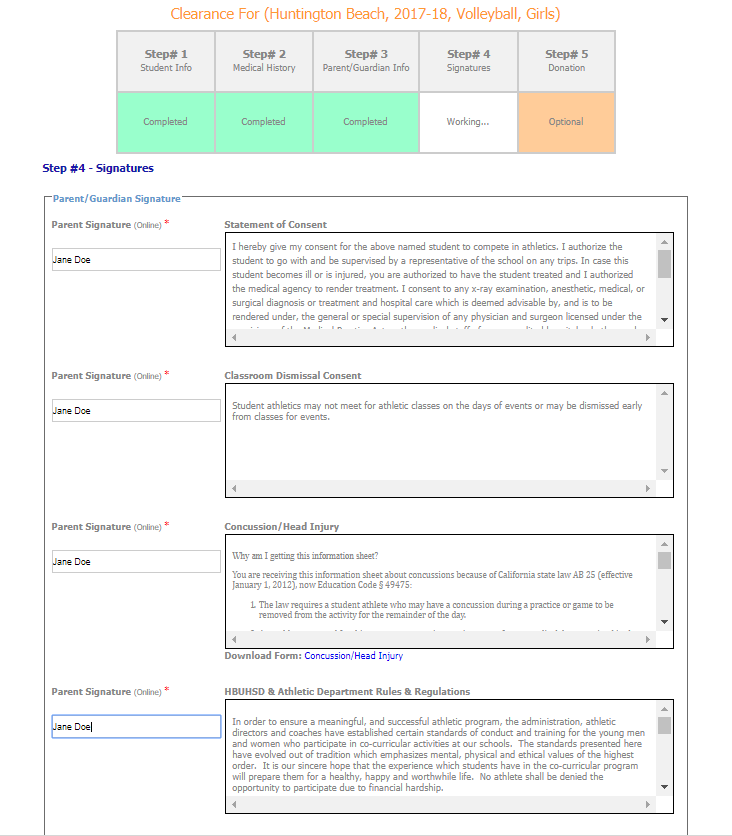 Clearance For (Huntington Beach, 2017-18, Volleyball, Girls)
Step# 1 Step# 2 Step# 3 Step# 4 Step# 5
Student Info Medical History Parent/Guardian Info Signatures Donation
Completed Completed Completed Working... Optional
Step #4 - Signatures
Parent/Guardian Signature
Parent Signature (Online) *
Jane Doe
Statement of Consent
I hereby give my consent for the above named student to compete in athletics. I authorize the
student to go with and be supervised by a representative of the school on any trips. In case this
student becomes ill or is injured, you are authorized to have the student treated and I authorized
the medical agency to render treatment. I consent to any x-ray examination, anesthetic, medical, or
surgical diagnosis or treatment and hospital care which is deemed advisable by, and is to be
rendered under, the general or special supervision of any physician and surgeon licensed under the
Parent Signature (Online) *
Jane Doe
Classroom Dismissal Consent
Student athletics may not meet for athletic classes on the days of events or may be dismissed early
from classes for events.
Parent Signature (Online) *
Jane Doe
Concussion/Head Injury
Why am I getting this information sheet?
You are receiving this information sheet about concussions because of California state law AB 25 (effective
January 1, 2012), now Education Code § 49475:
1. The law requires a student athlete who may have a concussion during a practice or game to be
removed from the activity for the remainder of the day.
Download Form: Concussion/Head Injury
Parent Signature (Online) *
Jane Doe
HBUHSD & Athletic Department Rules & Regulations
In order to ensure a meaningful, and successful athletic program, the administration, athletic
directors and coaches have established certain standards of conduct and training for the young men
and women who participate in co-curricular activities at our schools. The standards presented here
have evolved out of tradition which emphasizes mental, physical and ethical values of the highest
order. It is our sincere hope that the experience which students have in the co-curricular program
will prepare them for a healthy, happy and worthwhile life. No athlete shall be denied the
opportunity to participate due to financial hardship.